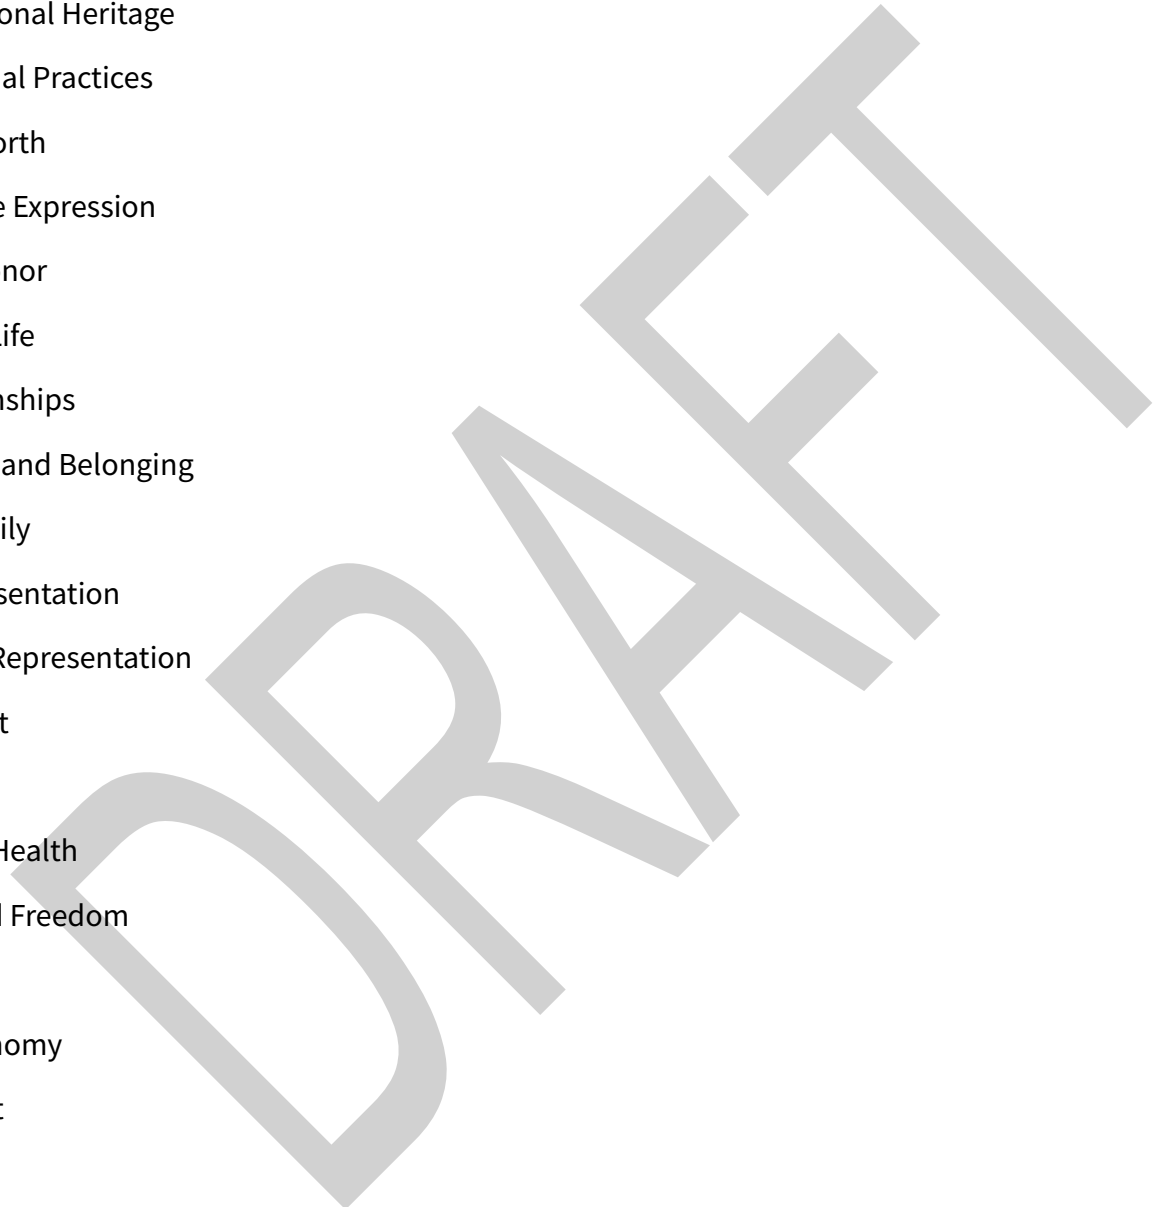 onal Heritage
al Practices
orth
e Expression
nor
ife
nships
and Belonging
ily
sentation
Representation
t
Health
Freedom
nomy
t
DRAFT